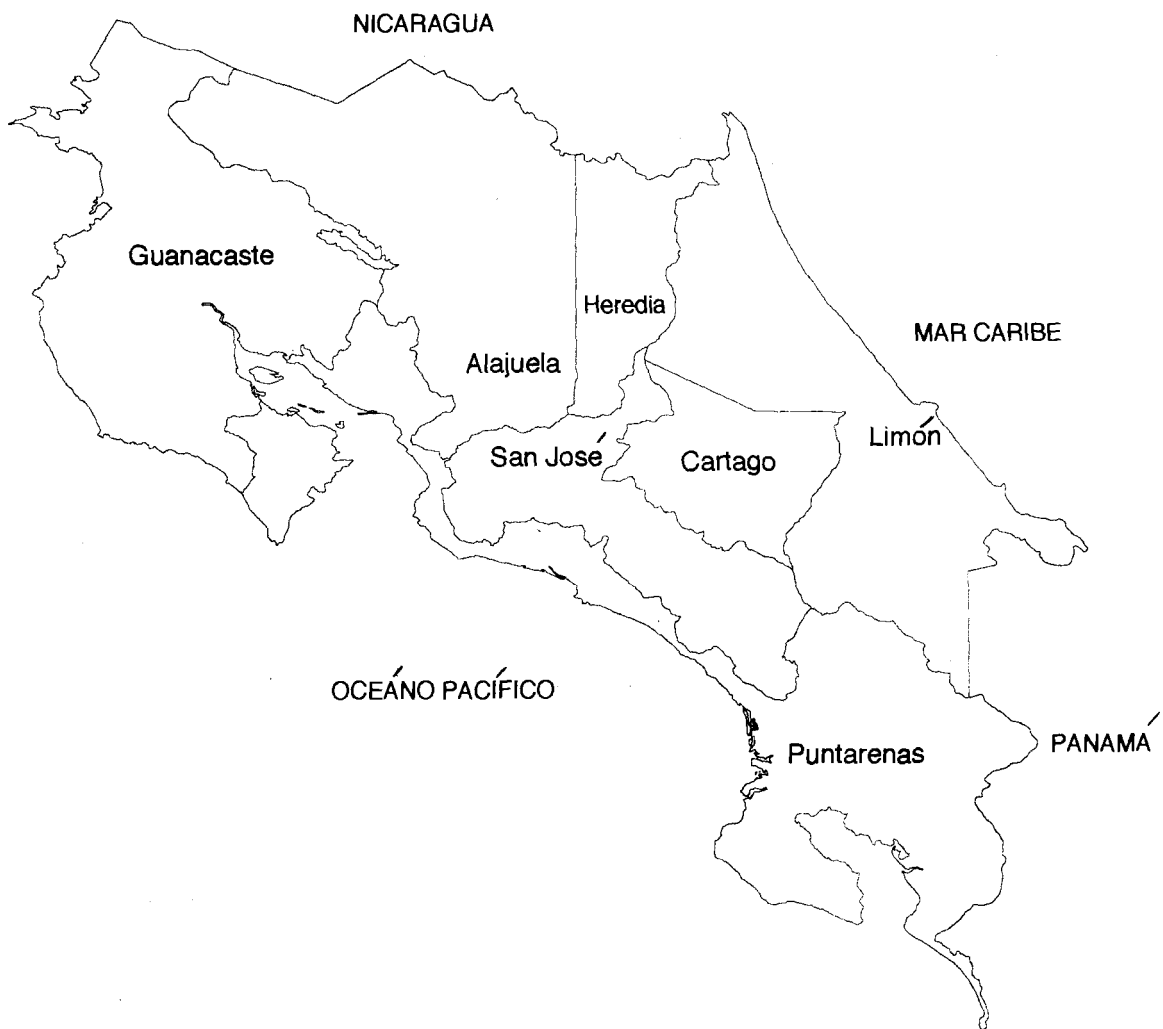 NICARAGUA
Guanacaste
Heredia
MAR CARIBE
Alajuela
Limón
San José
Cartago
OCEÁNO PACÍFICO
PANAMÁ
Puntarenas